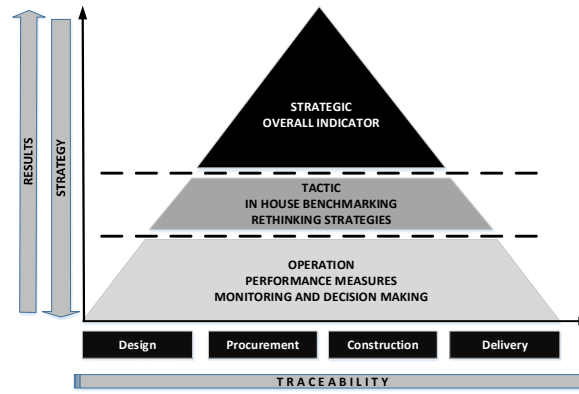 RESULTS
STRATEGY
STRATEGIC
OVERALL INDICATOR
TACTIC
IN HOUSE BENCHMARKING
RETHINKING STRATEGIES
OPERATION
PERFORMANCE MEASURES
MONITORING AND DECISION MAKING
Design
Procurement
Construction
Delivery
TRACEABILITY